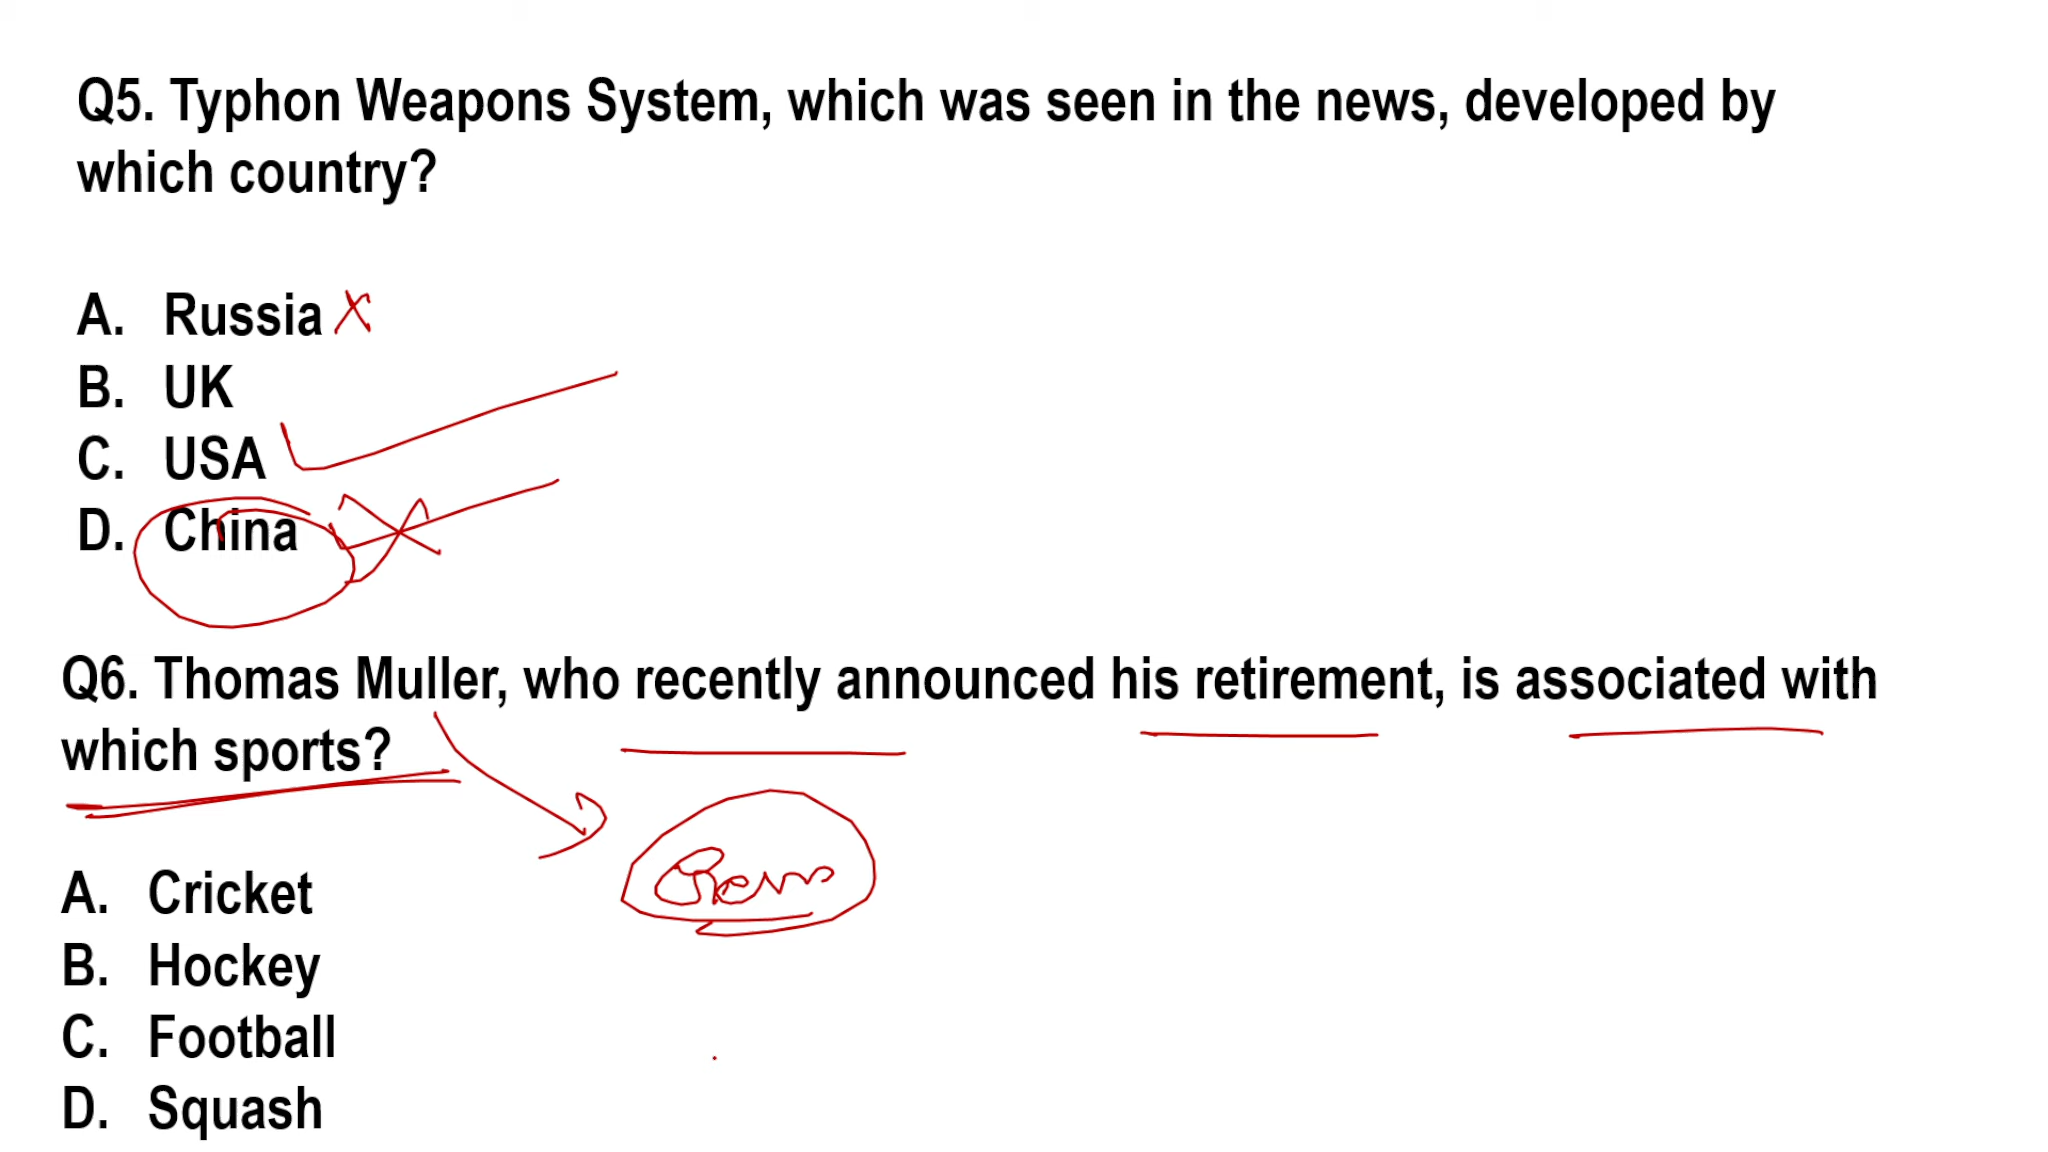 Q5. Typhon Weapons System, which was seen in the news, developed by
which country?
A. Russia
B. UK
C. USA
D. China
Q6. Thomas Muller, who recently announced his retirement, is associated with
which sports?
A. Cricket
B. Hockey
C. Football
D. Squash